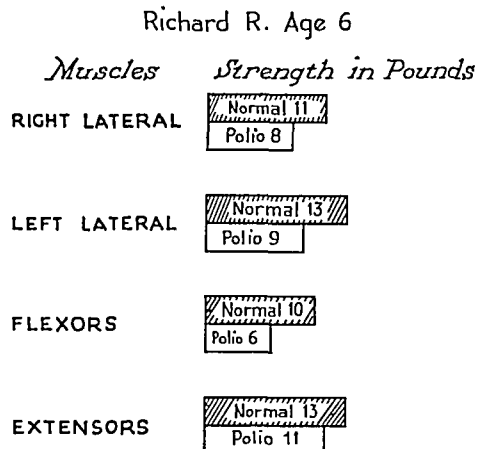 Richard R. Age 6
Muscles Strength in Pounds
RIGHT LATERAL
Normal 11
Polio 8
LEFT LATERAL
Normal 13
Polio 9
FLEXORS
Normal 10
Polio 6
EXTENSORS
Normal 13
Polio 11